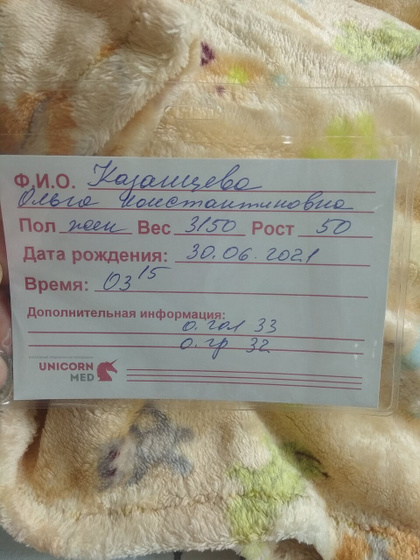 Ф.И.О. Казанцева
Ольга Константиновна
Пол жен Вес 3150 Рост 50
Дата рождения: 30.06.2021
Время: 03 15
Дополнительная информация:
о. гол 33
о. гр 32
UNICORN
MED